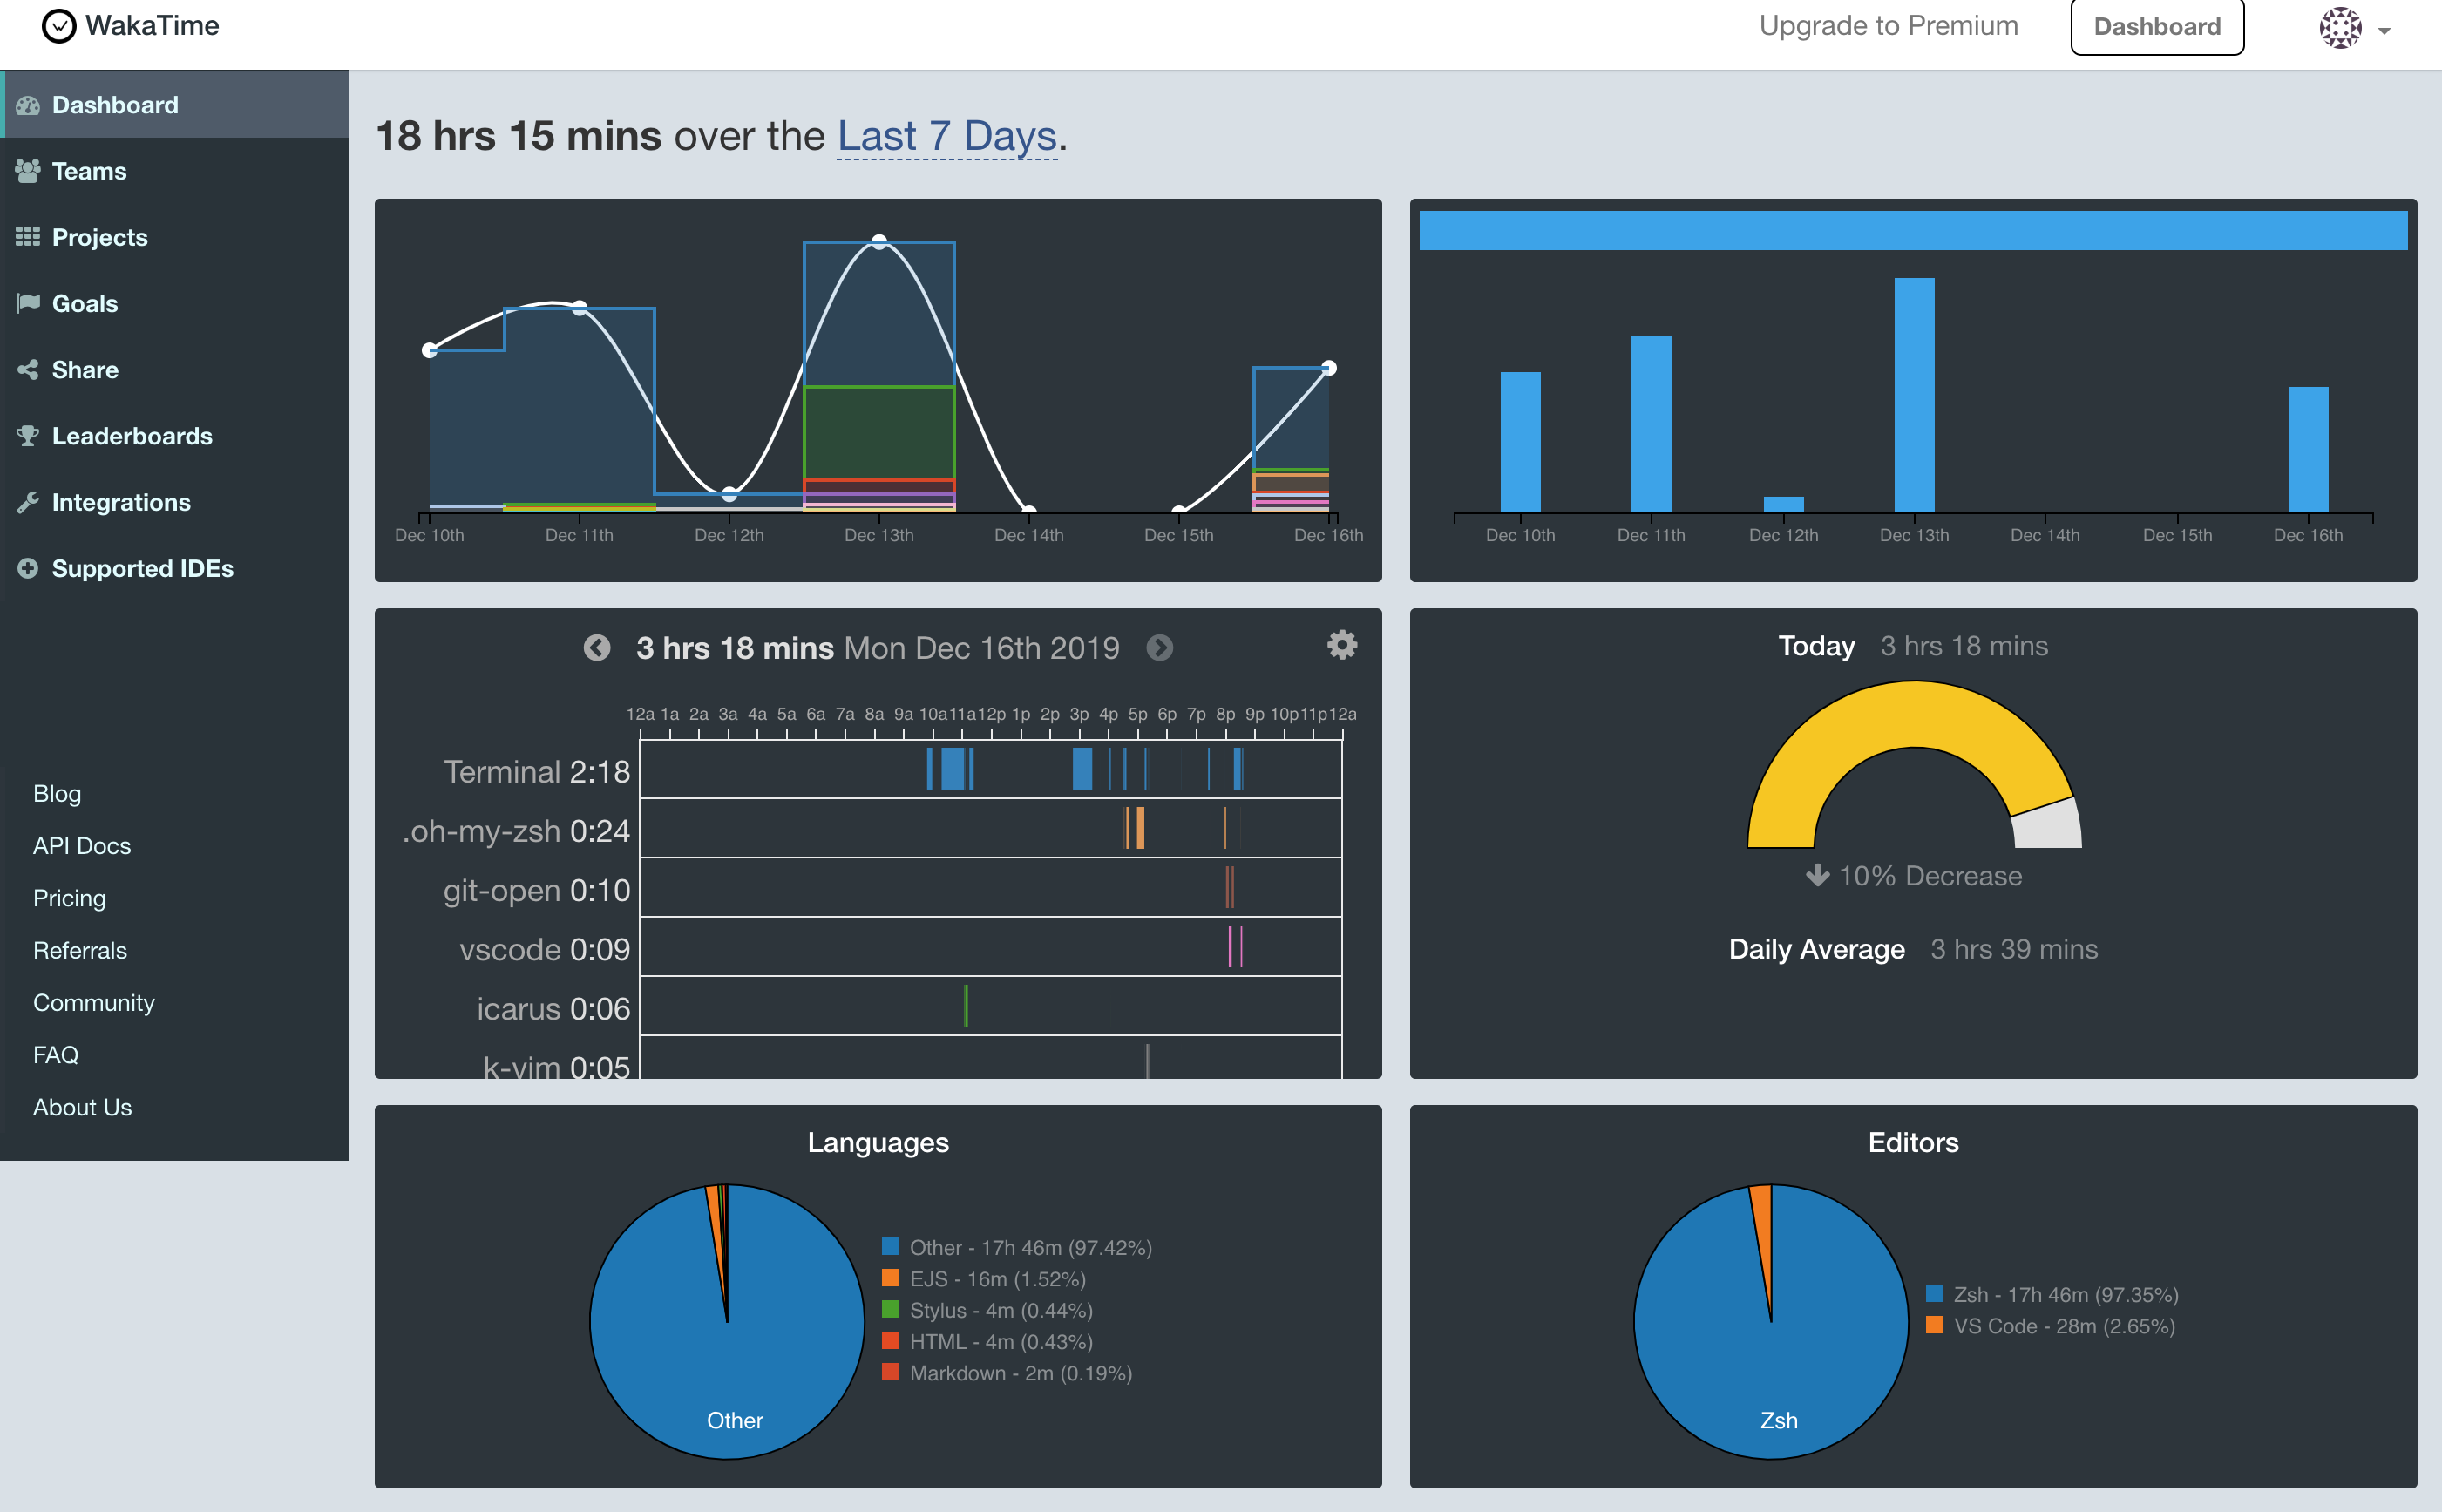 WakaTime
Upgrade to Premium
Dashboard
Dashboard
Teams
Projects
Goals
Share
Leaderboards
Integrations
Supported IDEs
Blog
API Docs
Pricing
Referrals
Community
FAQ
About Us
18 hrs 15 mins over the Last 7 Days.
Dec 10th Dec 11th Dec 12th Dec 13th Dec 14th Dec 15th Dec 16th
Dec 10th Dec 11th Dec 12th Dec 13th Dec 14th Dec 15th Dec 16th
3 hrs 18 mins Mon Dec 16th 2019
12a 1a 2a 3a 4a 5a 6a 7a 8a 9a 10a 11a 12p 1p 2p 3p 4p 5p 6p 7p 8p 9p 10p 11p 12a
Terminal 2:18
.oh-my-zsh 0:24
git-open 0:10
vscode 0:09
icarus 0:06
k-vim 0:05
Today 3 hrs 18 mins
10% Decrease
Daily Average 3 hrs 39 mins
Languages
Other - 17h 46m (97.42%)
EJS - 16m (1.52%)
Stylus - 4m (0.44%)
HTML - 4m (0.43%)
Markdown - 2m (0.19%)
Other
Editors
Zsh - 17h 46m (97.35%)
VS Code - 28m (2.65%)
Zsh